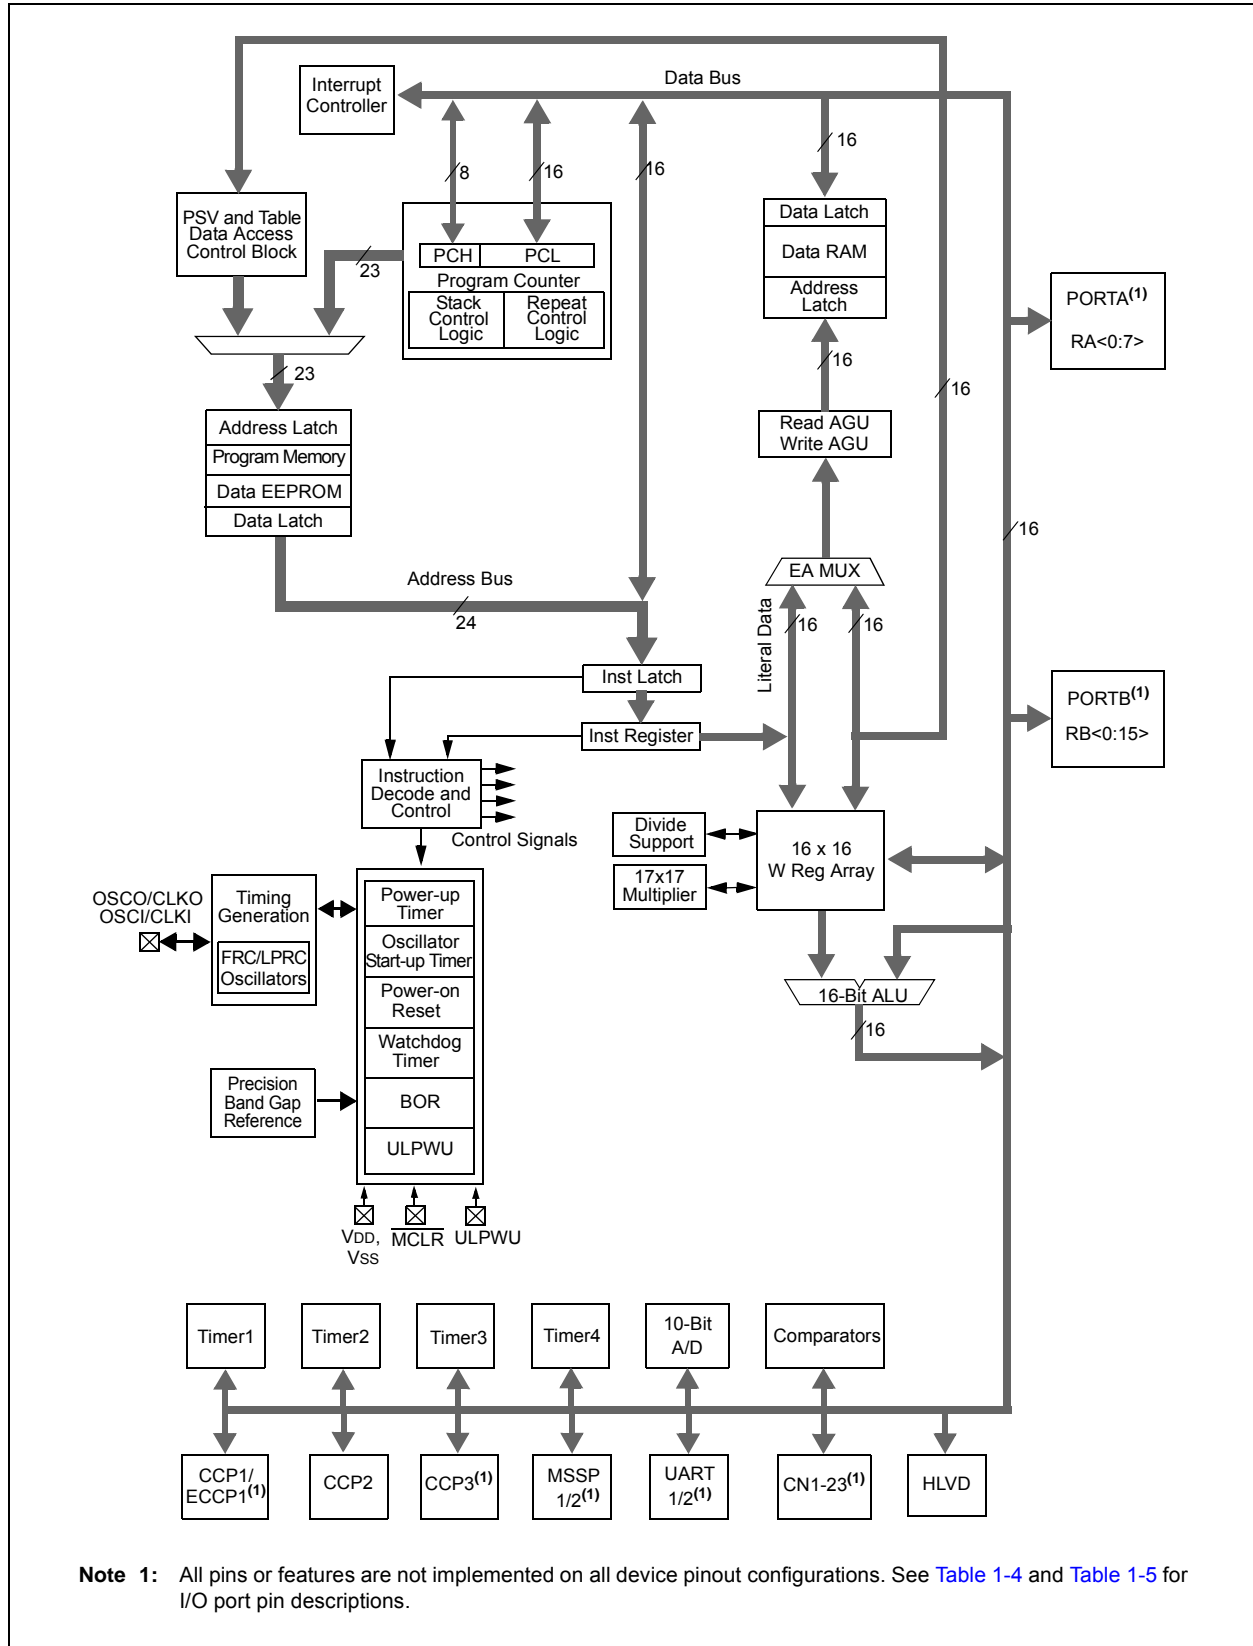 Data Bus
Interrupt
Controller
16
8
16
16
PSV and Table
Data Access
Control Block
Data Latch
Data RAM
Address
Latch
23
PCH
PCL
Program Counter
Stack
Control
Logic
Repeat
Control
Logic
PORTA(1)
RA<0:7>
23
16
16
Address Latch
Program Memory
Data EEPROM
Data Latch
Read AGU
Write AGU
16
EA MUX
Address Bus
24
Literal Data
16
16
Inst Latch
Inst Register
PORTB(1)
RB<0:15>
Instruction
Decode and
Control
Control Signals
Divide
Support
17x17
Multiplier
16 x 16
W Reg Array
OSCO/CLKO
OSCI/CLKI
Timing
Generation
FRC/LPRC
Oscillators
Power-up
Timer
Oscillator
Start-up Timer
Power-on
Reset
Watchdog
Timer
BOR
ULPWU
16-Bit ALU
16
Precision
Band Gap
Reference
VDD,
VSS
MCLR
ULPWU
Timer1
Timer2
Timer3
Timer4
10-Bit
A/D
Comparators
CCP1/
ECCP1(1)
CCP2
CCP3(1)
MSSP
1/2(1)
UART
1/2(1)
CN1-23(1)
HLVD
Note 1: All pins or features are not implemented on all device pinout configurations. See Table 1-4 and Table 1-5 for
I/O port pin descriptions.